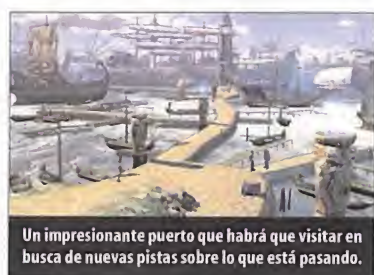 Un impresionante puerto que habrá que visitar en
busca de nuevas pistas sobre lo que está pasando.